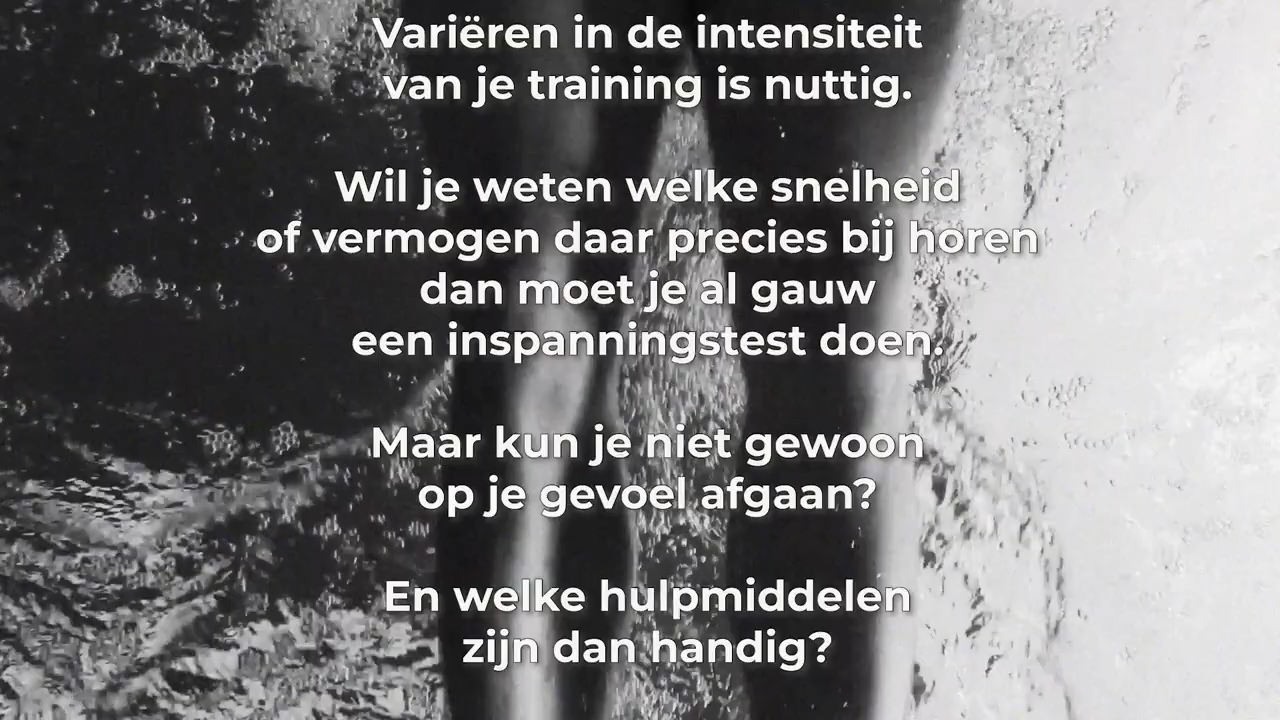 Variëren in de intensiteit
van je training is nuttig.
Wil je weten welke snelheid
of vermogen daar precies bij horen
dan moet je al gauw
een inspanningstest doen.
Maar kun je niet gewoon
op je gevoel afgaan?
En welke hulpmiddelen
zijn dan handig?